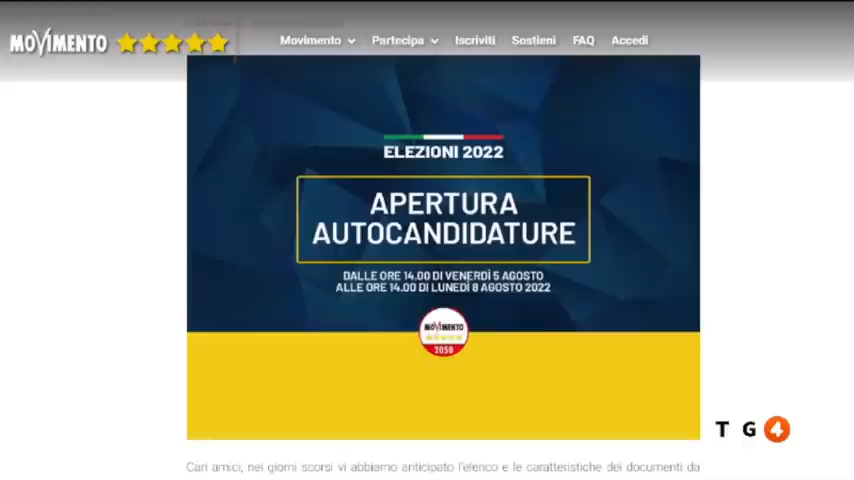 MOVIMENTO
Movimento
Partecipa
Iscriviti
Sostieni
FAQ
Accedi
ELEZIONI 2022
APERTURA
AUTOCANDIDATURE
DALLE ORE 14.00 DI VENERDÌ 5 AGOSTO
ALLE ORE 14.00 DI LUNEDÌ 8 AGOSTO 2022
MOVIMENTO
2050
TG4
Cari amici, nei giorni scorsi vi abbiamo anticipato l'elenco e le caratteristiche dei documenti da